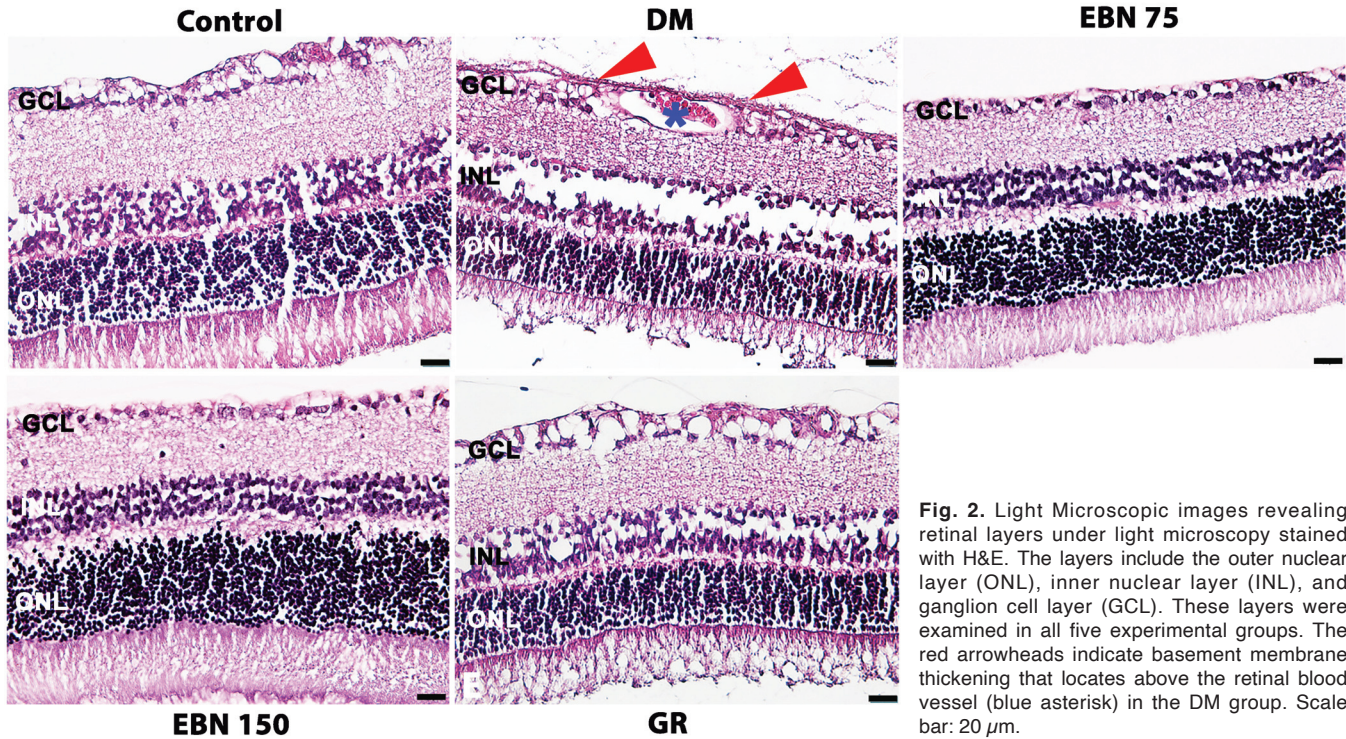 Control
DM
EBN 75
GCL
INL
ONL
GCL
INL
ONL
GCL
INL
ONL
GCL
INL
ONL
GCL
INL
ONL
E
EBN 150
GR
Fig. 2. Light Microscopic images revealing
retinal layers under light microscopy stained
with H&E. The layers include the outer nuclear
layer (ONL), inner nuclear layer (INL), and
ganglion cell layer (GCL). These layers were
examined in all five experimental groups. The
red arrowheads indicate basement membrane
thickening that locates above the retinal blood
vessel (blue asterisk) in the DM group. Scale
bar: 20 µm.